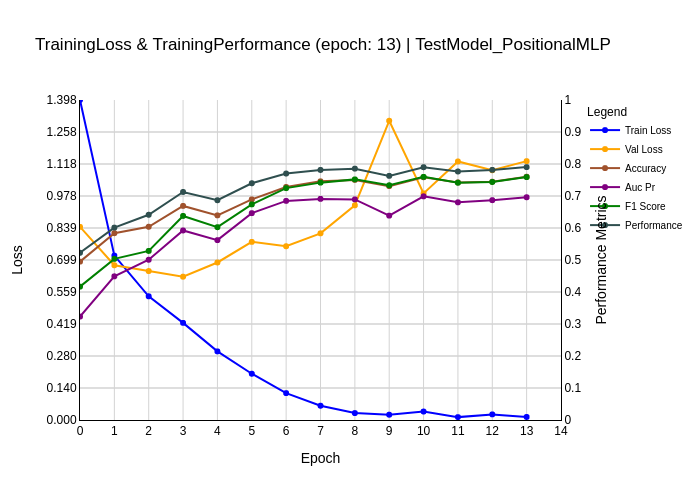 TrainingLoss & TrainingPerformance (epoch: 13) | TestModel_PositionalMLP
Legend
Train Loss
Val Loss
Accuracy
Auc Pr
F1 Score
Performance
Loss
1.398
1.258
1.118
0.978
0.839
0.699
0.559
0.419
0.280
0.140
0.000
1
0.9
0.8
0.7
0.6
0.5
0.4
0.3
0.2
0.1
0
Performance Metrics
0 1 2 3 4 5 6 7 8 9 10 11 12 13 14
Epoch